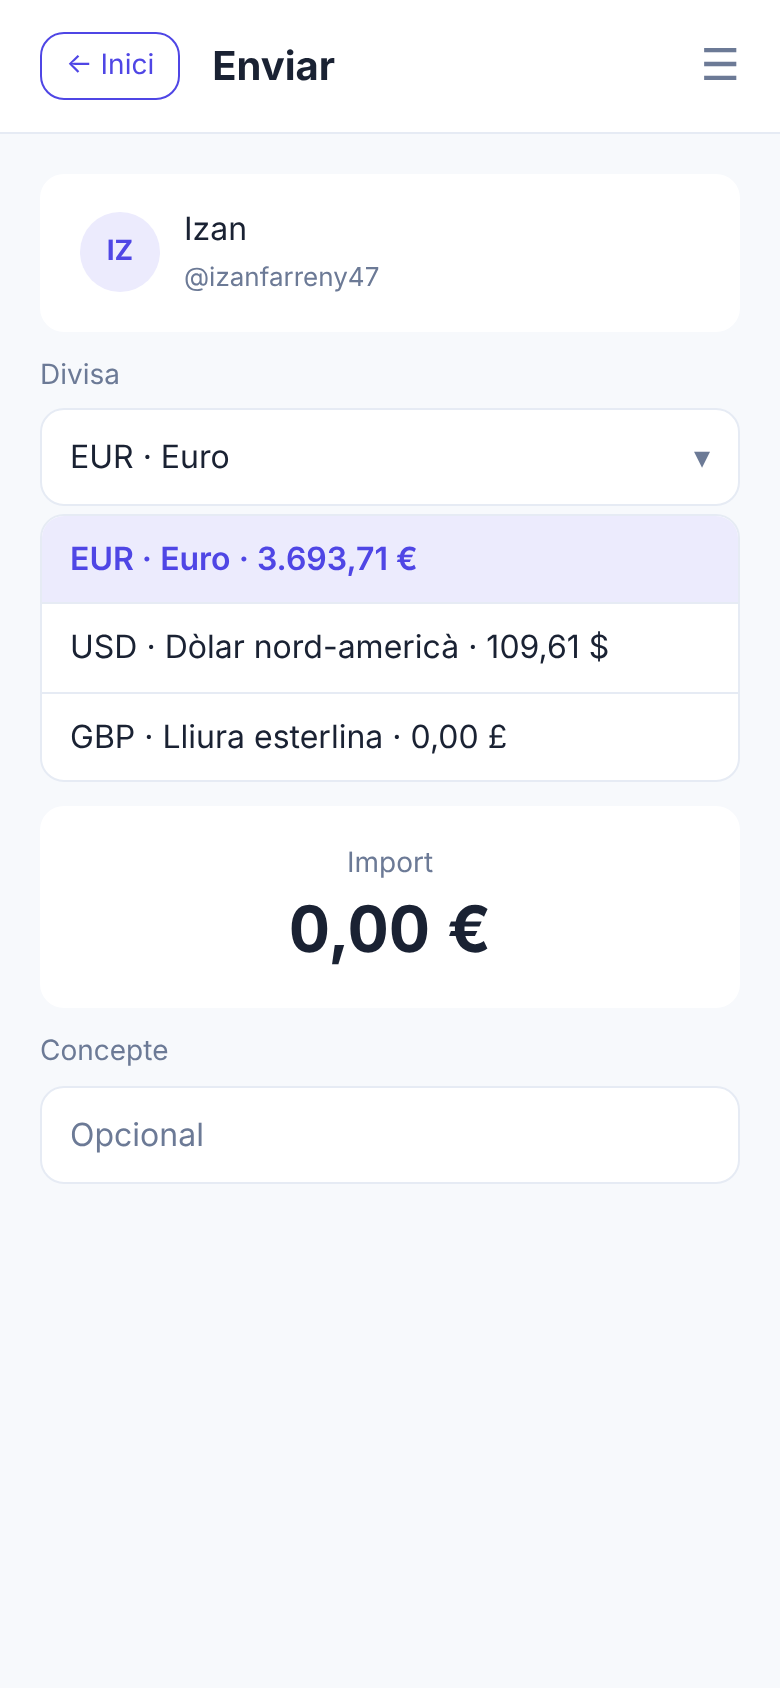 ← Inici Enviar ☰
IZ
Izan
@izanfarreny47
Divisa
EUR · Euro ▼
EUR · Euro · 3.693,71 €
USD · Dòlar nord-americà · 109,61 $
GBP · Lliura esterlina · 0,00 £
Import
0,00 €
Concepte
Opcional